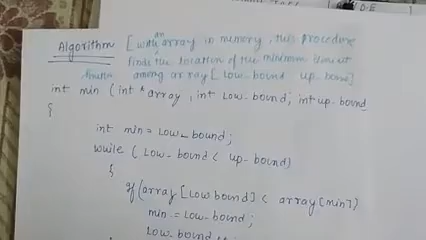 D.E
Algorithm [with an array in memory, this procedure
finds the location of the minimum element
among array [low-bound up-bound]
int min (int * array, int low-bound; int up-bound
{
int min = low_bound;
while (low-bound < up-bound)
{
if (array [low bound] < array [min])
min = low-bound;
low-bound